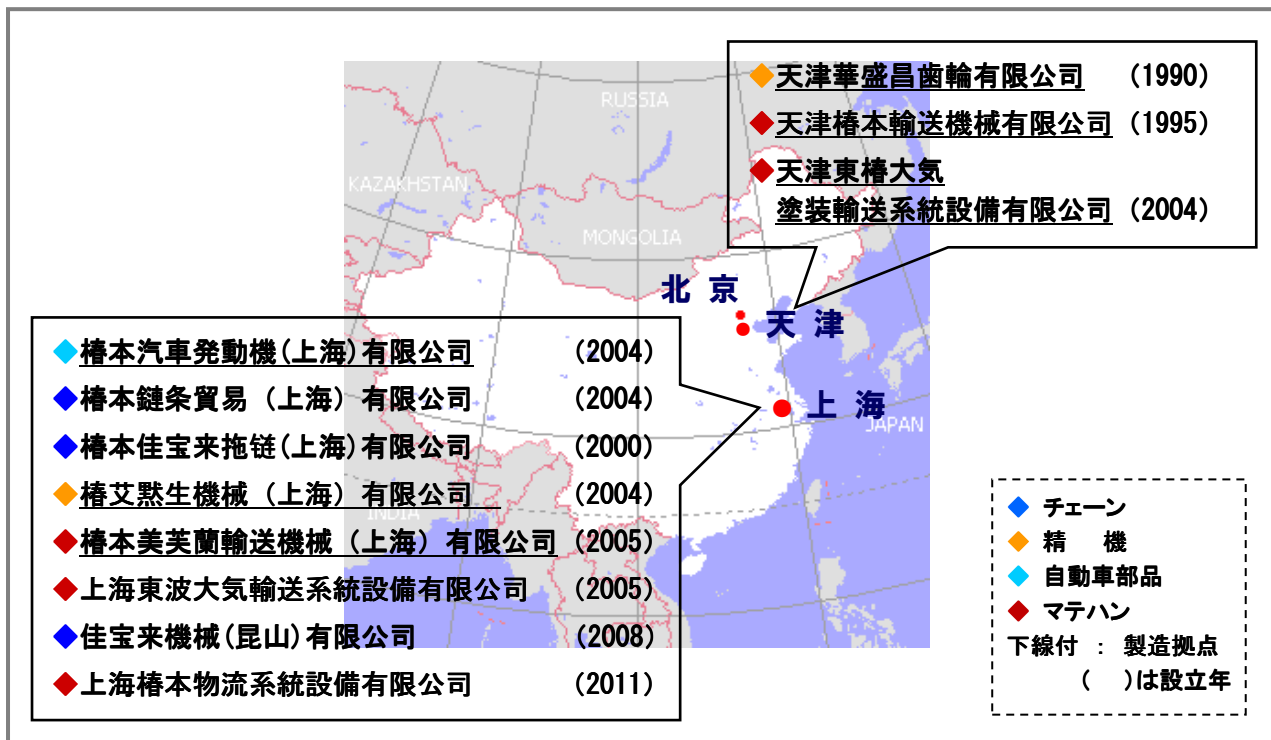 RUSSIA
KAZAKHSTAN
MONGOLIA
JAPAN
INDIA
◆天津華盛昌歯輪有限公司 (1990)
◆天津椿本輸送機械有限公司 (1995)
◆天津東椿大気
塗装輸送系統設備有限公司 (2004)
北 京
天 津
上 海
◆椿本汽車発動機(上海)有限公司 (2004)
◆椿本鏈条貿易 (上海) 有限公司 (2004)
◆椿本佳宝来拖链(上海)有限公司 (2000)
◆椿艾黙生機械 (上海) 有限公司 (2004)
◆椿本美芙蘭輸送機械 (上海) 有限公司 (2005)
◆上海東波大気輸送系統設備有限公司 (2005)
◆佳宝来機械(昆山)有限公司 (2008)
◆上海椿本物流系統設備有限公司 (2011)
◆ チェーン
◆ 精 機
◆ 自動車部品
◆ マテハン
下線付 : 製造拠点
( )は設立年